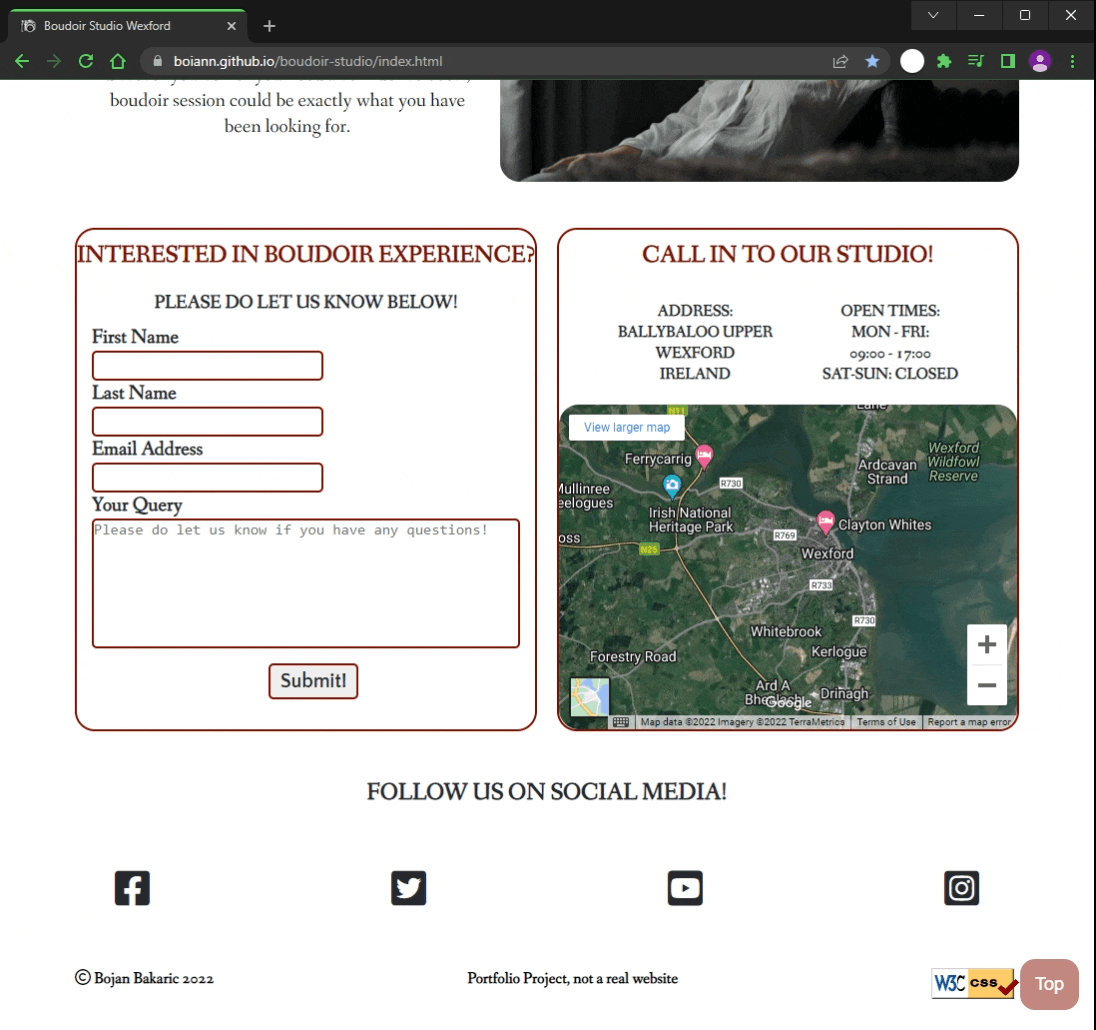 Boudoir Studio Wexford
boiann.github.io/boudoir-studio/index.html
boudoir session could be exactly what you have
been looking for.
INTERESTED IN BOUDOIR EXPERIENCE?
PLEASE DO LET US KNOW BELOW!
First Name
Last Name
Email Address
Your Query
Please do let us know if you have any questions!
Submit!
CALL IN TO OUR STUDIO!
ADDRESS:
BALLYBALOO UPPER
WEXFORD
IRELAND
OPEN TIMES:
MON - FRI:
09:00 - 17:00
SAT-SUN: CLOSED
N11
Lane
View larger map
Ferrycarrig
Wexford
Wildfowl
Reserve
Ardcavan
Strand
R730
Mullinree
eelogues
Irish National
Heritage Park
Clayton Whites
oss
R769
N25
Wexford
R733
R730
Whitebrook
Kerlogue
Forestry Road
Ard A
Drinagh
Google
Map data ©2022 Imagery ©2022 TerraMetrics
Terms of Use
Report a map error
FOLLOW US ON SOCIAL MEDIA!
© Bojan Bakaric 2022
Portfolio Project, not a real website
W3C css
Top